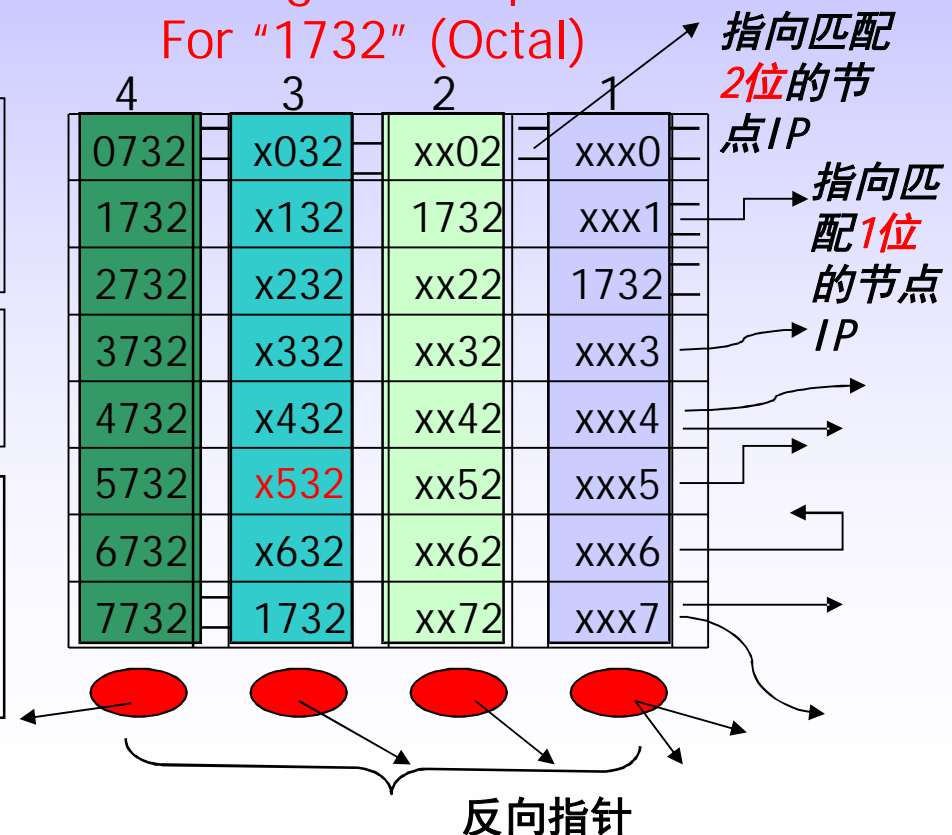 For “1732” (Octal)
4 3 2 1
0732 x032 xx02 xxx0
1732 x132 1732 xxx1
2732 x232 xx22 1732
3732 x332 xx32 xxx3
4732 x432 xx42 xxx4
5732 x532 xx52 xxx5
6732 x632 xx62 xxx6
7732 1732 xx72 xxx7
指向匹配
2位的节
点IP
指向匹
配1位
的节点
IP
反向指针